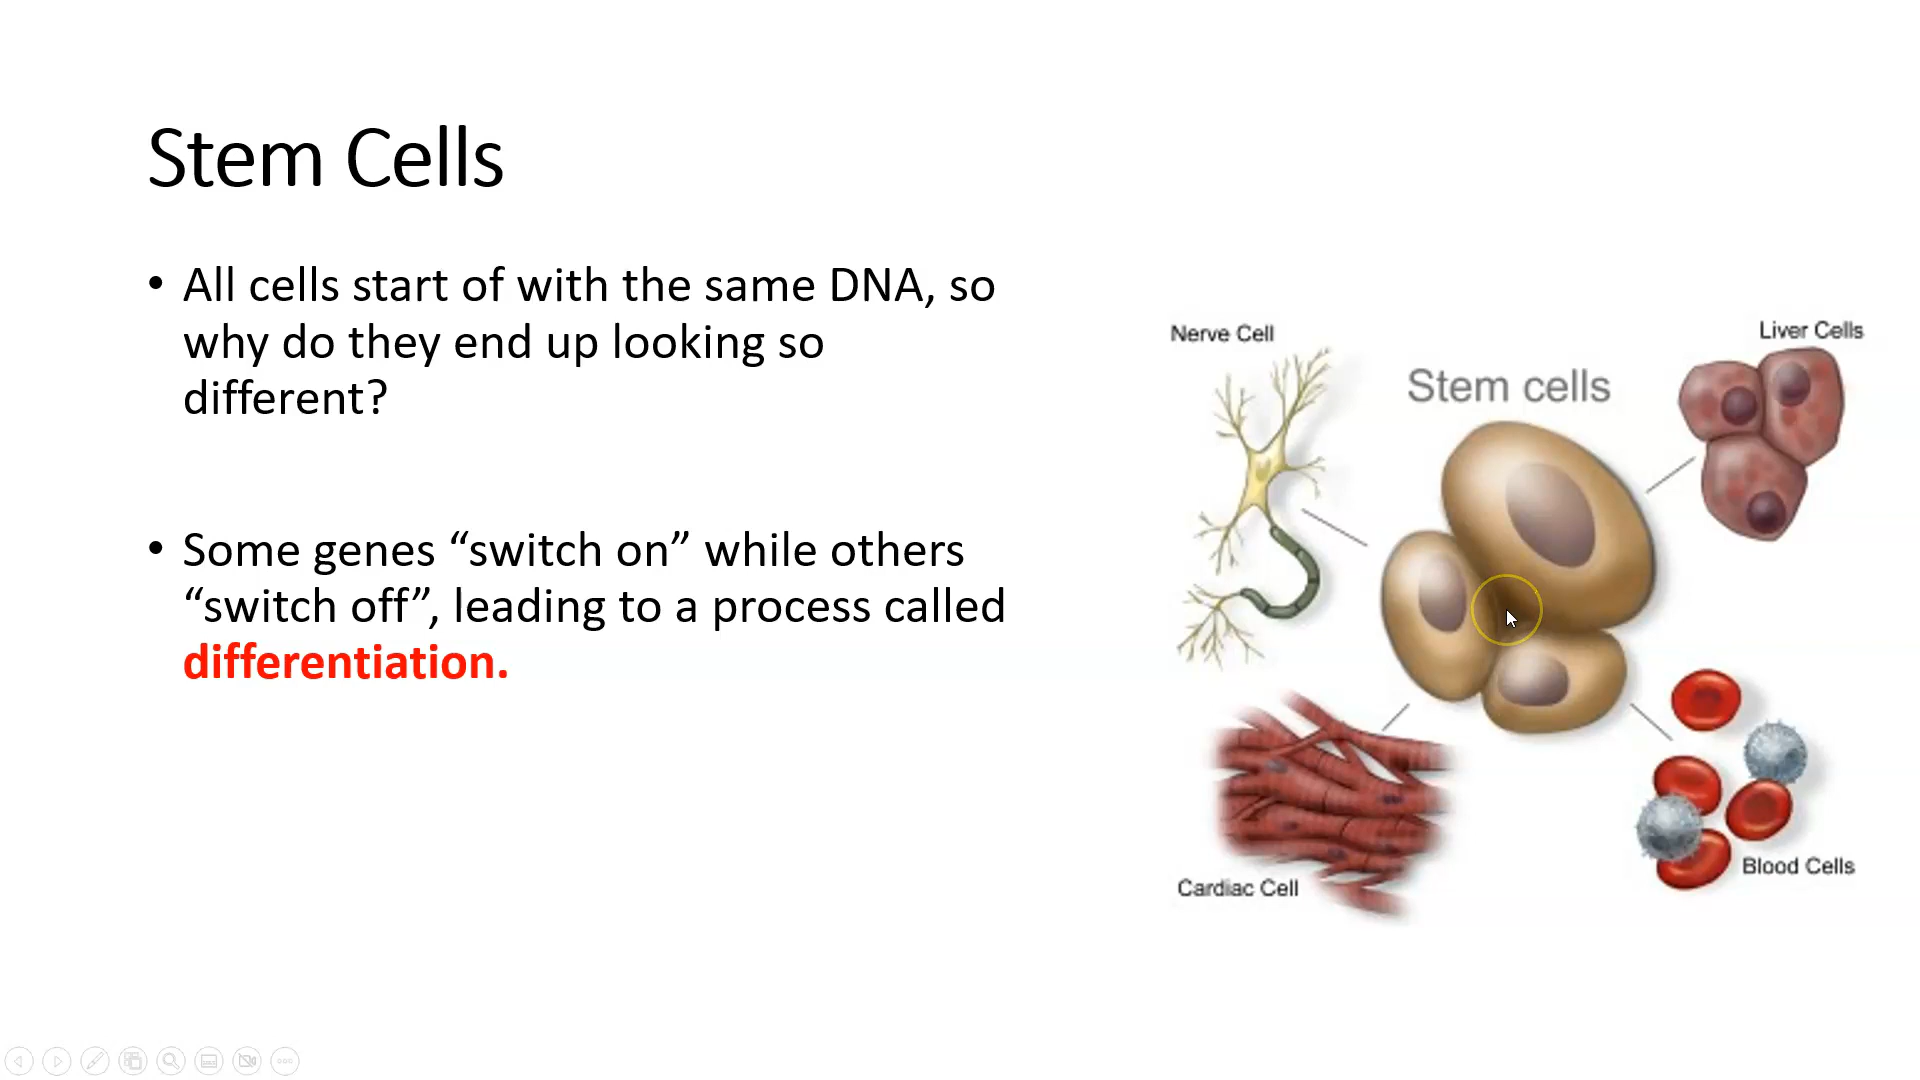 Stem Cells
• All cells start of with the same DNA, so
why do they end up looking so
different?
• Some genes “switch on” while others
“switch off”, leading to a process called
differentiation.
Nerve Cell
Stem cells
Liver Cells
Cardiac Cell
Blood Cells